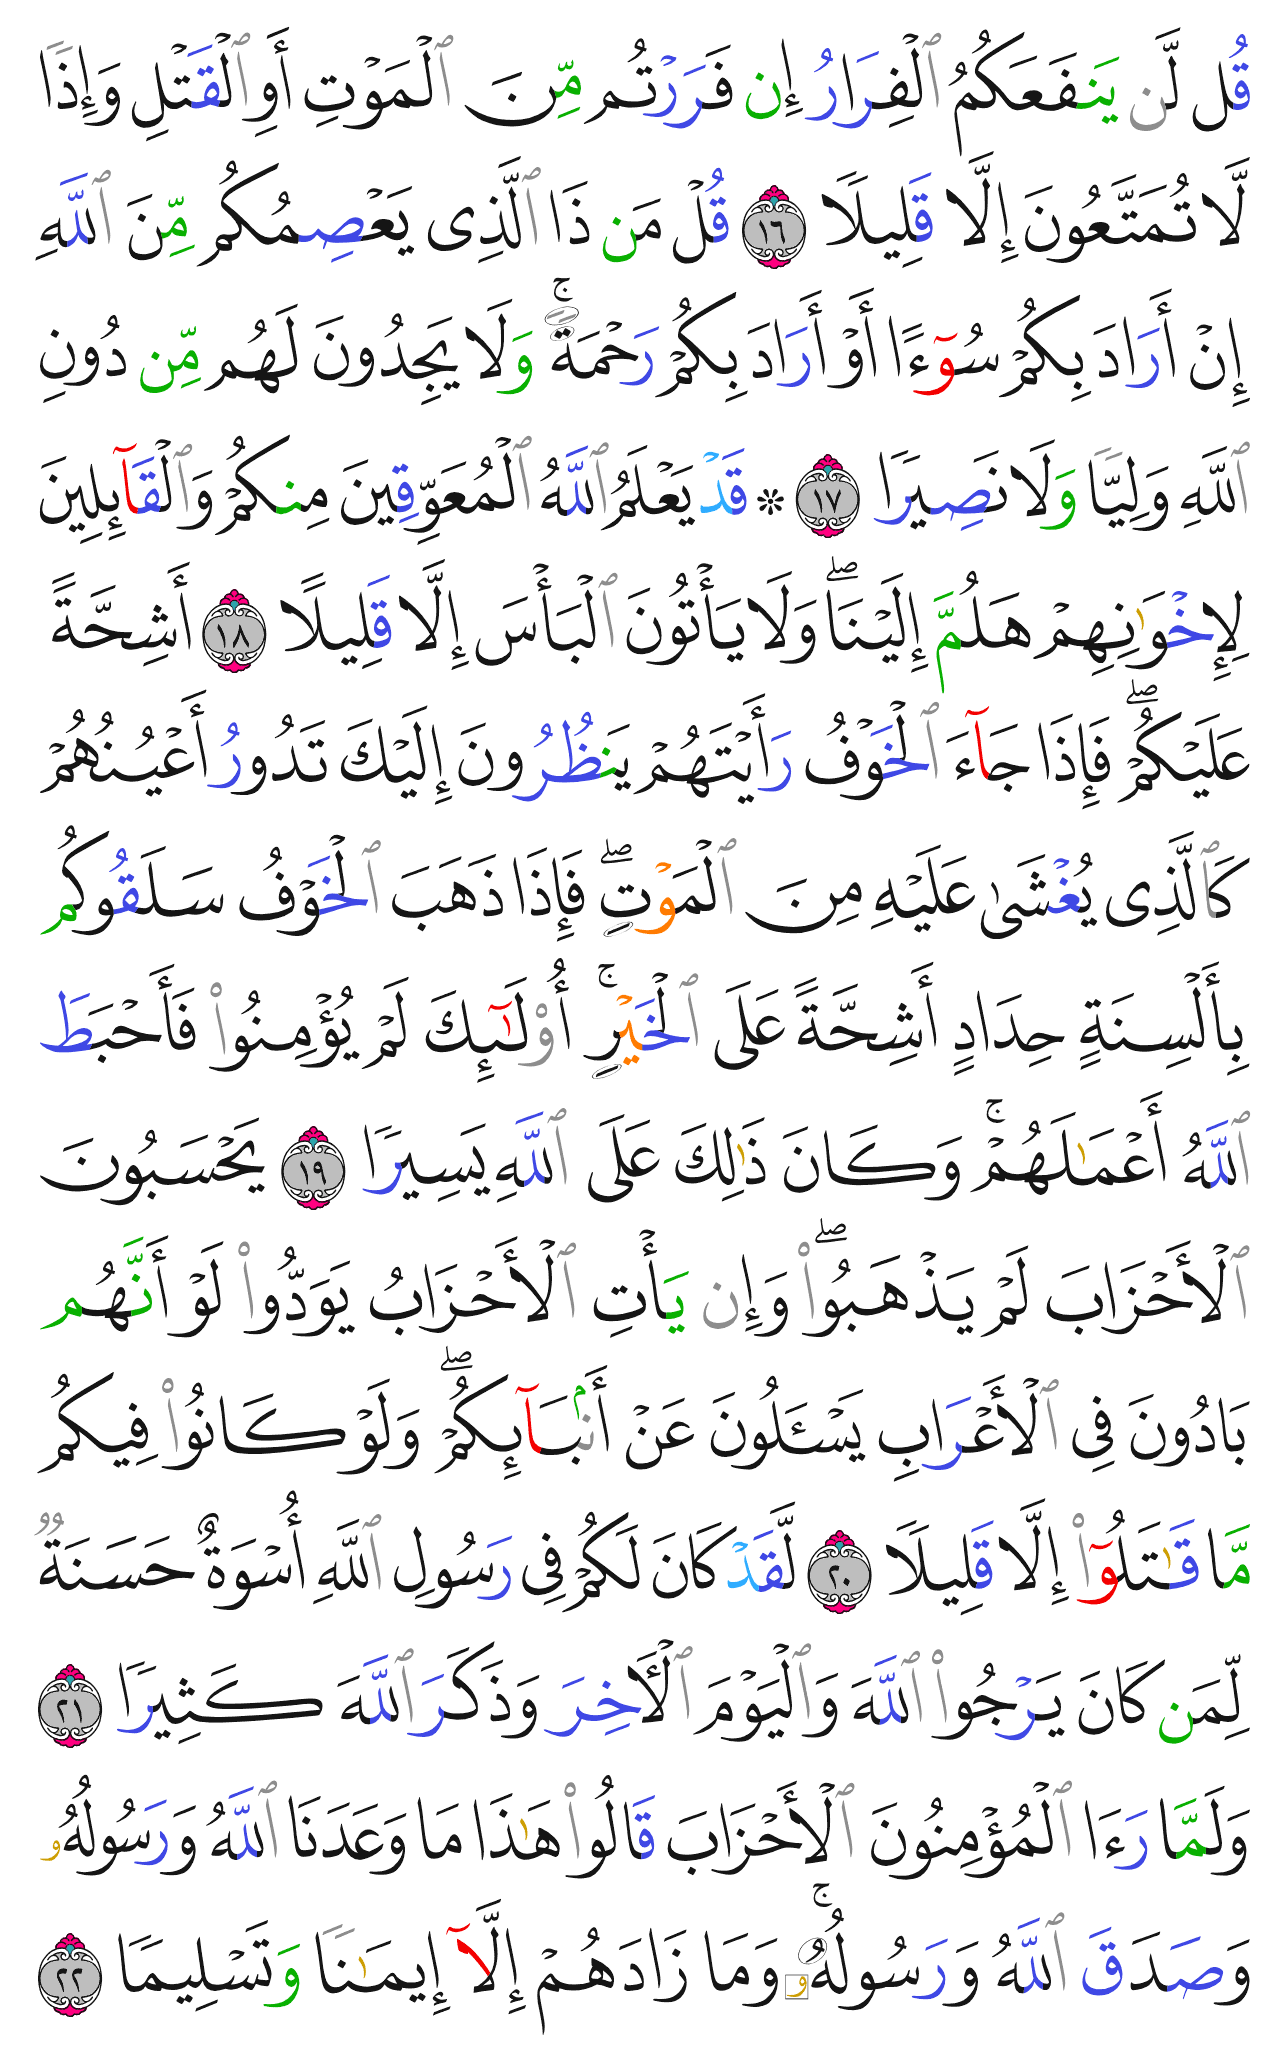 قُل لَّن يَنفَعَكُمُ ٱلْفِرَارُ إِن فَرَرْتُم مِّنَ ٱلْمَوْتِ أَوِ ٱلْقَتْلِ وَإِذًا
لَّا تُمَتَّعُونَ إِلَّا قَلِيلًا ١٦ قُلْ مَن ذَا ٱلَّذِى يَعْصِمُكُم مِّنَ ٱللَّهِ
إِنْ أَرَادَ بِكُمْ سُوٓءًا أَوْ أَرَادَ بِكُمْ رَحْمَةً ۚ وَلَا يَجِدُونَ لَهُم مِّن دُونِ
ٱللَّهِ وَلِيًّا وَلَا نَصِيرًا ١٧ ۞ قَدْ يَعْلَمُ ٱللَّهُ ٱلْمُعَوِّقِينَ مِنكُمْ وَٱلْقَآئِلِينَ
لِإِخْوَٰنِهِمْ هَلُمَّ إِلَيْنَا ۖ وَلَا يَأْتُونَ ٱلْبَأْسَ إِلَّا قَلِيلًا ١٨ أَشِحَّةً
عَلَيْكُمْ ۖ فَإِذَا جَآءَ ٱلْخَوْفُ رَأَيْتَهُمْ يَنظُرُونَ إِلَيْكَ تَدُورُ أَعْيُنُهُمْ
كَٱلَّذِى يُغْشَىٰ عَلَيْهِ مِنَ ٱلْمَوْتِ ۖ فَإِذَا ذَهَبَ ٱلْخَوْفُ سَلَقُوكُم
بِأَلْسِنَةٍ حِدَادٍ أَشِحَّةً عَلَى ٱلْخَيْرِ ۚ أُو۟لَٰٓئِكَ لَمْ يُؤْمِنُوا۟ فَأَحْبَطَ
ٱللَّهُ أَعْمَٰلَهُمْ ۚ وَكَانَ ذَٰلِكَ عَلَى ٱللَّهِ يَسِيرًا ١٩ يَحْسَبُونَ
ٱلْأَحْزَابَ لَمْ يَذْهَبُوا۟ ۖ وَإِن يَأْتِ ٱلْأَحْزَابُ يَوَدُّوا۟ لَوْ أَنَّهُم
بَادُونَ فِى ٱلْأَعْرَابِ يَسْـَٔلُونَ عَنْ أَنۢبَآئِكُمْ ۖ وَلَوْ كَانُوا۟ فِيكُم
مَّا قَٰتَلُوٓا۟ إِلَّا قَلِيلًا ٢٠ لَّقَدْ كَانَ لَكُمْ فِى رَسُولِ ٱللَّهِ أُسْوَةٌ حَسَنَةٌ
لِّمَن كَانَ يَرْجُوا۟ ٱللَّهَ وَٱلْيَوْمَ ٱلْـَٔاخِرَ وَذَكَرَ ٱللَّهَ كَثِيرًا ٢١
وَلَمَّا رَءَا ٱلْمُؤْمِنُونَ ٱلْأَحْزَابَ قَالُوا۟ هَٰذَا مَا وَعَدَنَا ٱللَّهُ وَرَسُولُهُۥ
وَصَدَقَ ٱللَّهُ وَرَسُولُهُۥ ۚ وَمَا زَادَهُمْ إِلَّآ إِيمَٰنًا وَتَسْلِيمًا ٢٢